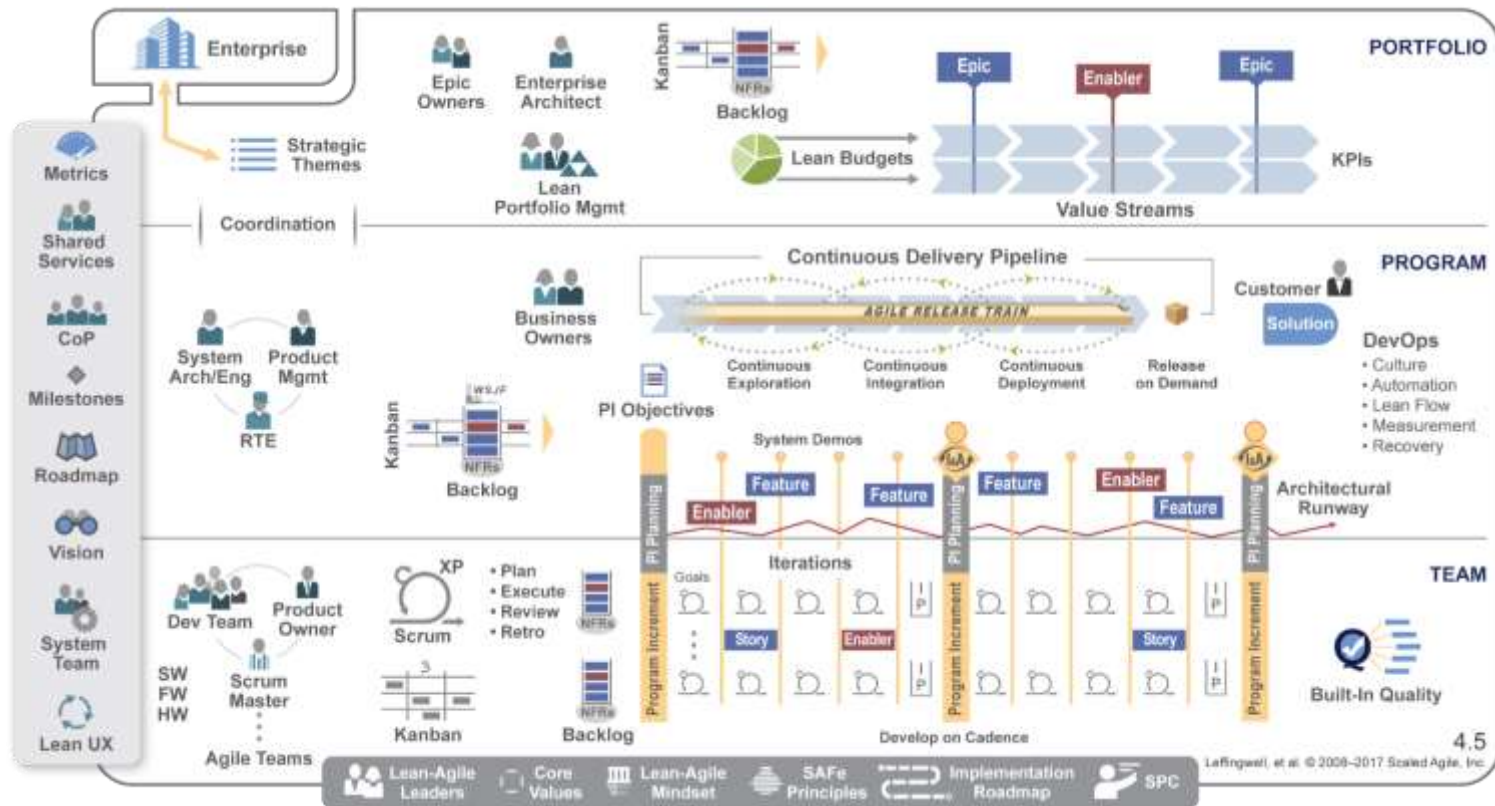 Enterprise
Strategic
Themes
Epic
Owners
Enterprise
Architect
Lean
Portfolio Mgmt
Kanban
NFRs
Backlog
Lean Budgets
Epic
Enabler
Epic
KPIs
Value Streams
PORTFOLIO
Metrics
Shared
Services
CoP
Milestones
Roadmap
Vision
System
Team
Lean UX
Coordination
System
Arch/Eng
Product
Mgmt
RTE
Business
Owners
Kanban
WSJF
NFRs
Backlog
PI Objectives
Continuous Delivery Pipeline
AGILE RELEASE TRAIN
Continuous
Exploration
Continuous
Integration
Continuous
Deployment
Release
on Demand
Customer
Solution
PROGRAM
DevOps
• Culture
• Automation
• Lean Flow
• Measurement
• Recovery
System Demos
I&A
I&A
Enabler
Feature
Feature
Feature
Enabler
Feature
Architectural
Runway
PI Planning
PI Planning
PI Planning
TEAM
Dev Team
Product
Owner
Scrum
Master
SW
FW
HW
Agile Teams
XP
Scrum
• Plan
• Execute
• Review
• Retro
3
Kanban
NFRs
NFRs
Backlog
Iterations
Goals
Program Increment
Program Increment
Program Increment
Story
Enabler
Story
I
P
I
P
I
P
I
P
Develop on Cadence
Built-In Quality
4.5
Leffingwell, et al. © 2008–2017 Scaled Agile, Inc.
Lean-Agile
Leaders
Core
Values
Lean-Agile
Mindset
SAFe
Principles
Implementation
Roadmap
SPC